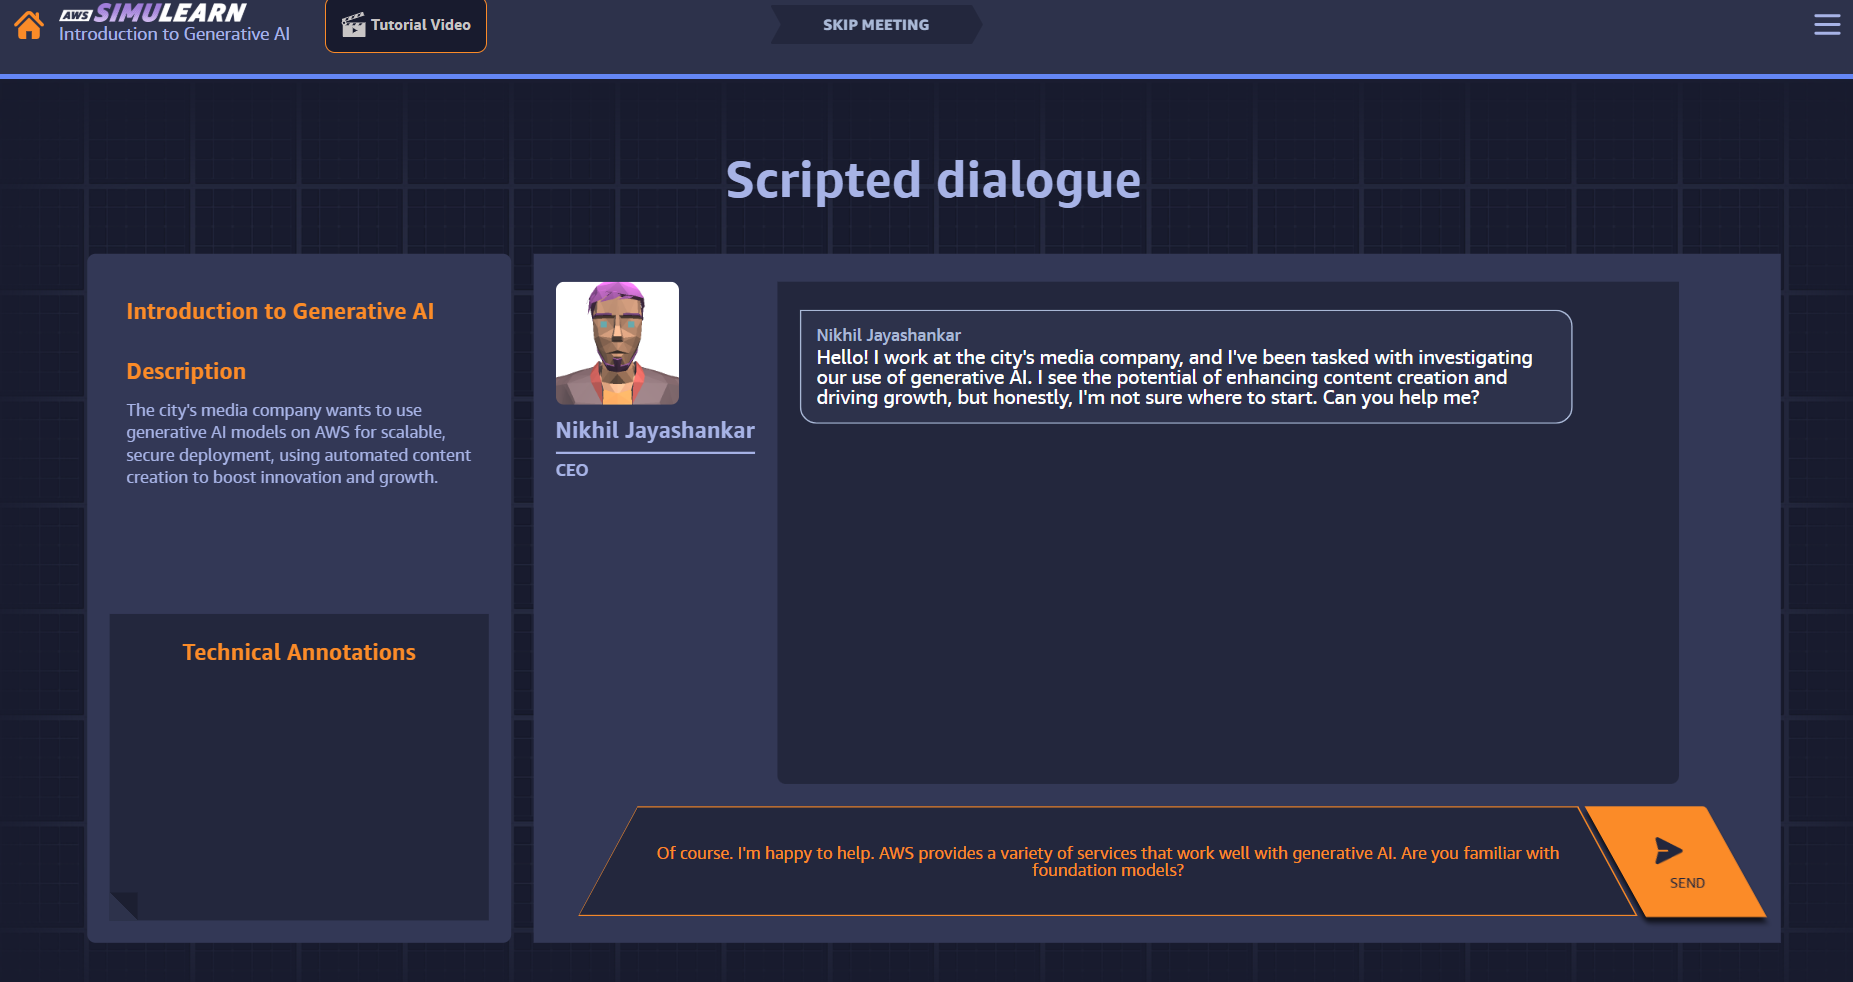 AWS SIMULEARN
Introduction to Generative AI
Tutorial Video
SKIP MEETING
Scripted dialogue
Introduction to Generative AI
Description
The city's media company wants to use
generative AI models on AWS for scalable,
secure deployment, using automated content
creation to boost innovation and growth.
Technical Annotations
Nikhil Jayashankar
CEO
Nikhil Jayashankar
Hello! I work at the city's media company, and I've been tasked with investigating
our use of generative AI. I see the potential of enhancing content creation and
driving growth, but honestly, I'm not sure where to start. Can you help me?
Of course. I'm happy to help. AWS provides a variety of services that work well with generative AI. Are you familiar with
foundation models?
SEND